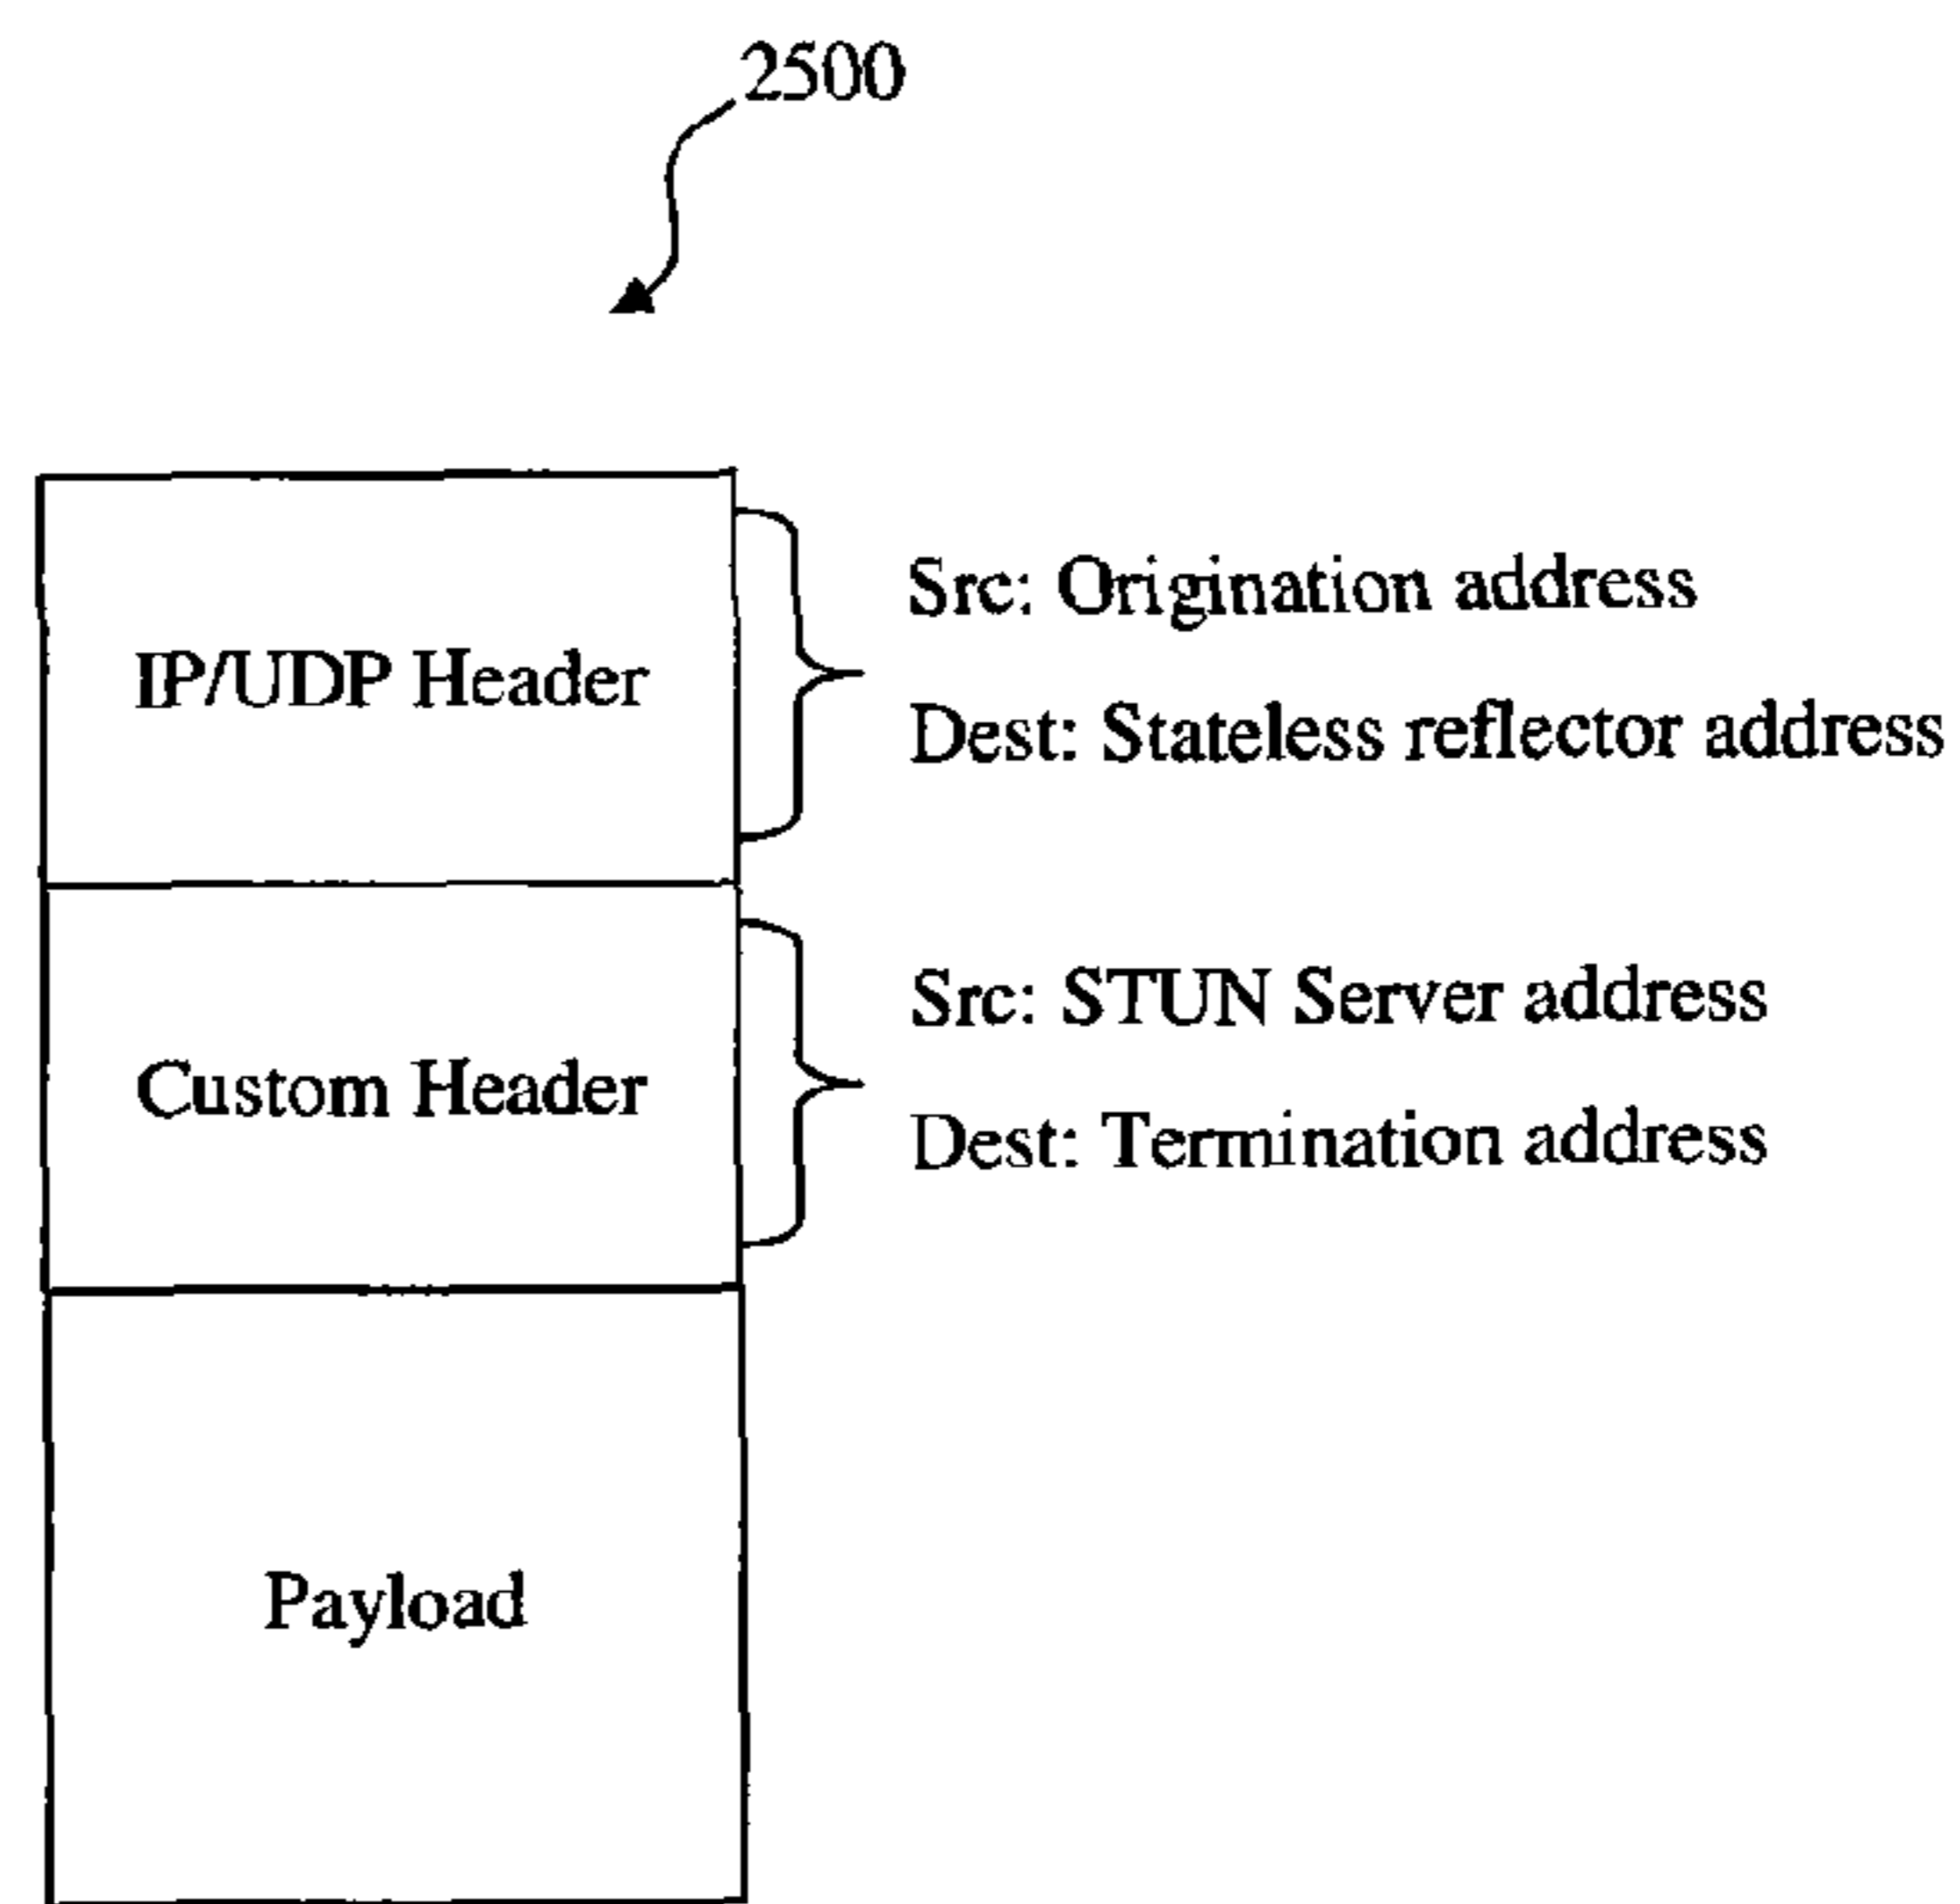 2500
IP/UDP Header
Src: Origination address
Dest: Stateless reflector address
Custom Header
Src: STUN Server address
Dest: Termination address
Payload